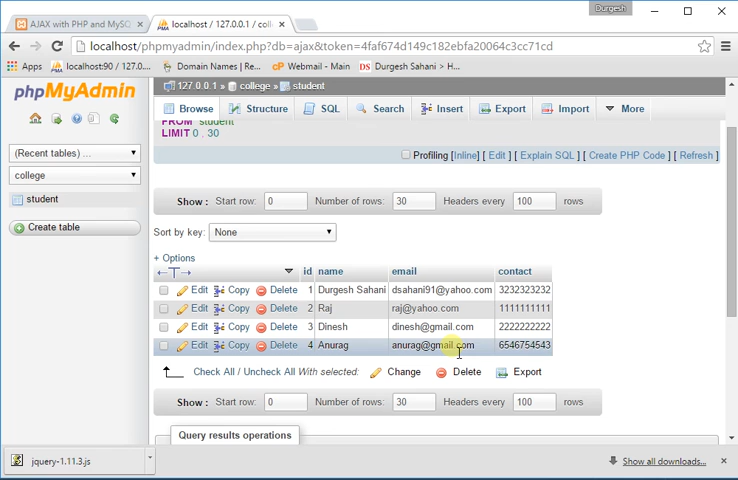 Durgesh
AJAX with PHP and MySQ
localhost / 127.0.0.1 / coll
localhost/phpmyadmin/index.php?db=ajax&token=4faf674d149c182ebfa20064c3cc71cd
Apps localhost:90 / 127.0.... Domain Names | Re... Webmail - Main DS Durgesh Sahani > H...
phpMyAdmin
127.0.0.1 » college » student
Browse Structure SQL Search Insert Export Import More
FROM `student`
LIMIT 0 , 30
Profiling [Inline] [ Edit ] [ Explain SQL ] [ Create PHP Code ] [ Refresh ]
(Recent tables) ...
college
student
Create table
Show : Start row: 0 Number of rows: 30 Headers every 100 rows
Sort by key: None
+ Options
id name email contact
Edit Copy Delete 1 Durgesh Sahani dsahani91@yahoo.com 3232323232
Edit Copy Delete 2 Raj raj@yahoo.com 1111111111
Edit Copy Delete 3 Dinesh dinesh@gmail.com 2222222222
Edit Copy Delete 4 Anurag anurag@gmail.com 6546754543
Check All / Uncheck All With selected: Change Delete Export
Show : Start row: 0 Number of rows: 30 Headers every 100 rows
Query results operations
jquery-1.11.3.js
Show all downloads...